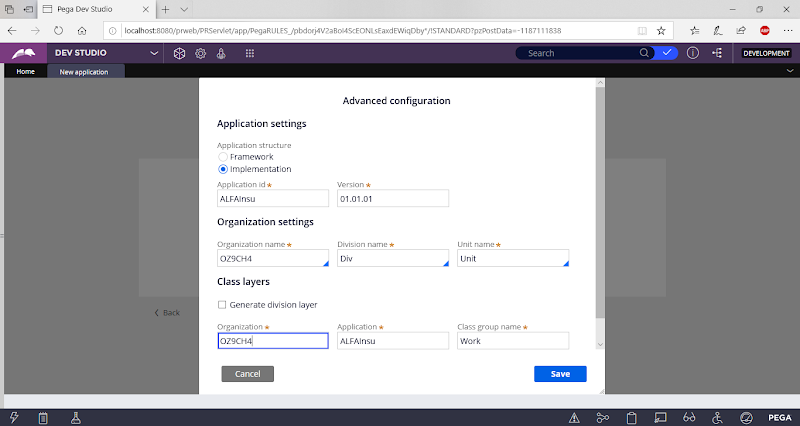 Pega Dev Studio
localhost:8080/prweb/PRServlet/app/PegaRULES_/pbdorj4V2aBoI4ScEONLsEaxdEWiqDby*/!STANDARD?pzPostData=-1187111838
DEV STUDIO
Search
DEVELOPMENT
Home
New application
Advanced configuration
Application settings
Application structure
Framework
Implementation
Application id ★ Version ★
ALFAInsu 01.01.01
Organization settings
Organization name ★ Division name ★ Unit name ★
OZ9CH4 Div Unit
Class layers
Generate division layer
Back
Organization ★ Application ★ Class group name ★
OZ9CH4 ALFAInsu Work
Cancel
Save
PEGA